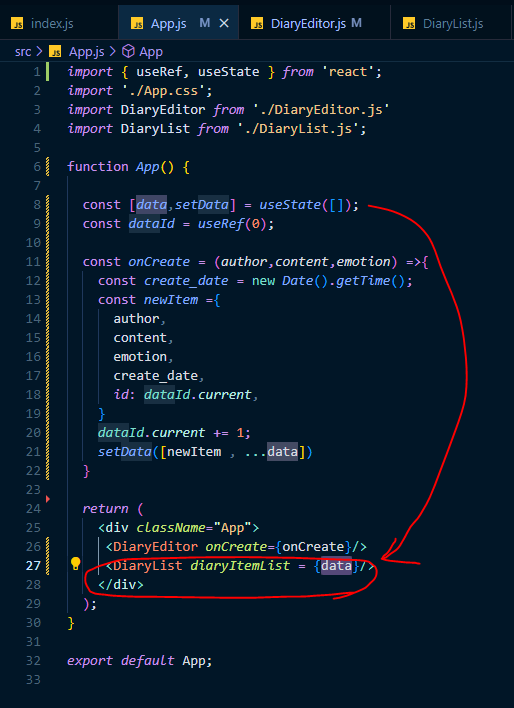 JS index.js JS App.js M × JS DiaryEditor.js M JS DiaryList.js
src > JS App.js > App
1 import { useRef, useState } from 'react';
2 import './App.css';
3 import DiaryEditor from './DiaryEditor.js'
4 import DiaryList from './DiaryList.js';
5
6 function App() {
7
8 const [data,setData] = useState([]);
9 const dataId = useRef(0);
10
11 const onCreate = (author,content,emotion) =>{
12 const create_date = new Date().getTime();
13 const newItem ={
14 author,
15 content,
16 emotion,
17 create_date,
18 id: dataId.current,
19 }
20 dataId.current += 1;
21 setData([newItem , ...data])
22 }
23
24 return (
25 <div className="App">
26 <DiaryEditor onCreate={onCreate}/>
27 <DiaryList diaryItemList = {data}/>
28 </div>
29 );
30 }
31
32 export default App;
33